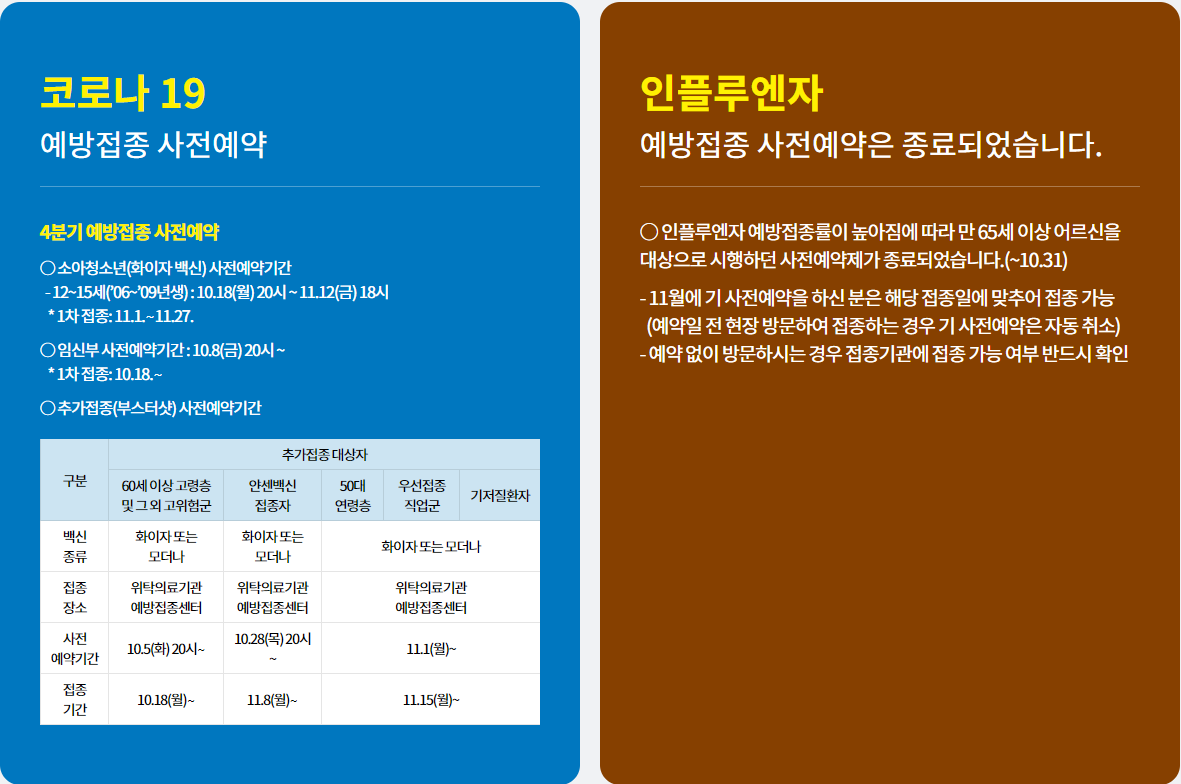 코로나 19
예방접종 사전예약
4분기 예방접종 사전예약
○ 소아청소년(화이자 백신) 사전예약기간
- 12~15세('06~'09년생) : 10.18(월) 20시 ~ 11.12(금) 18시
* 1차 접종: 11.1.~ 11.27.
○ 임신부 사전예약기간 : 10.8(금) 20시 ~
* 1차 접종: 10.18.~
○ 추가접종(부스터샷) 사전예약기간
구분
추가접종 대상자
60세 이상 고령층
및 그 외 고위험군
얀센백신
접종자
50대
연령층
우선접종
직업군
기저질환자
백신
종류
화이자 또는
모더나
화이자 또는
모더나
화이자 또는 모더나
접종
장소
위탁의료기관
예방접종센터
위탁의료기관
예방접종센터
위탁의료기관
예방접종센터
사전
예약기간
10.5(화) 20시~
10.28(목) 20시
~
11.1(월)~
접종
기간
10.18(월)~
11.8(월)~
11.15(월)~
인플루엔자
예방접종 사전예약은 종료되었습니다.
○ 인플루엔자 예방접종률이 높아짐에 따라 만 65세 이상 어르신을
대상으로 시행하던 사전예약제가 종료되었습니다.(~10.31)
- 11월에 기 사전예약을 하신 분은 해당 접종일에 맞추어 접종 가능
(예약일 전 현장 방문하여 접종하는 경우 기 사전예약은 자동 취소)
- 예약 없이 방문하시는 경우 접종기관에 접종 가능 여부 반드시 확인